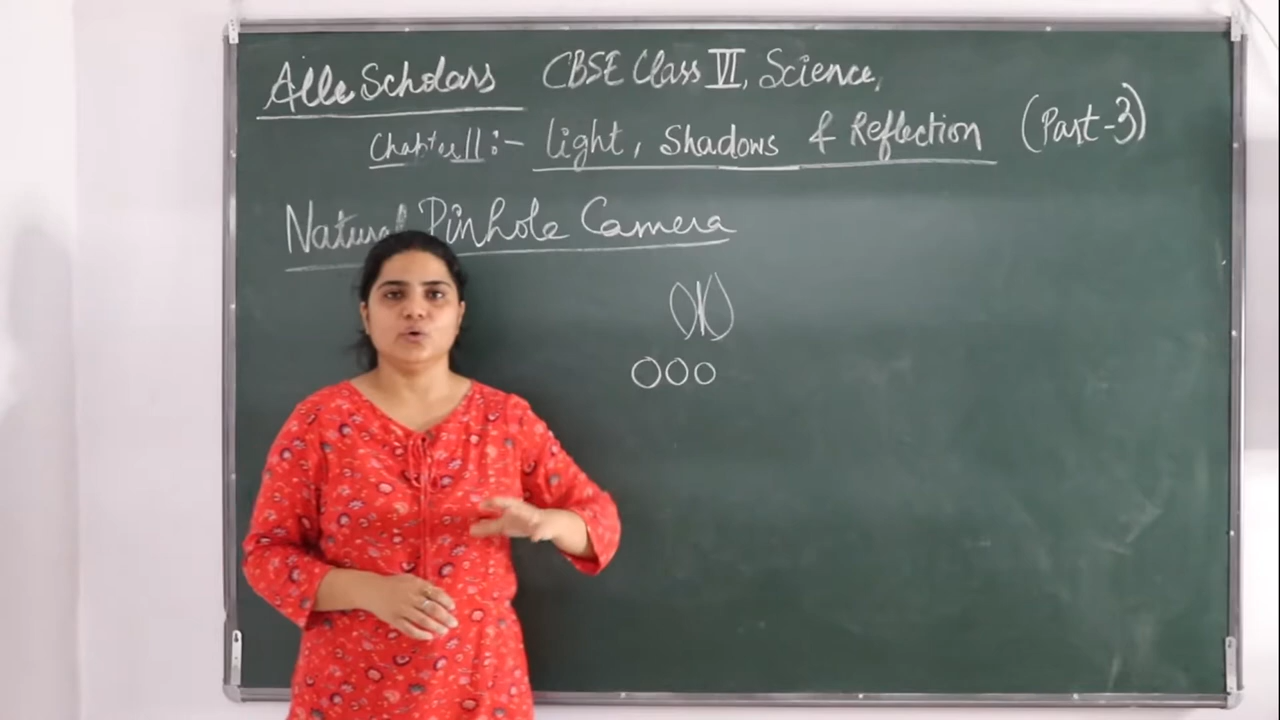 Alle Scholars CBSE Class VI, Science,
Chapter 11 :- Light, Shadows & Reflection (Part-3)
Natural Pinhole Camera